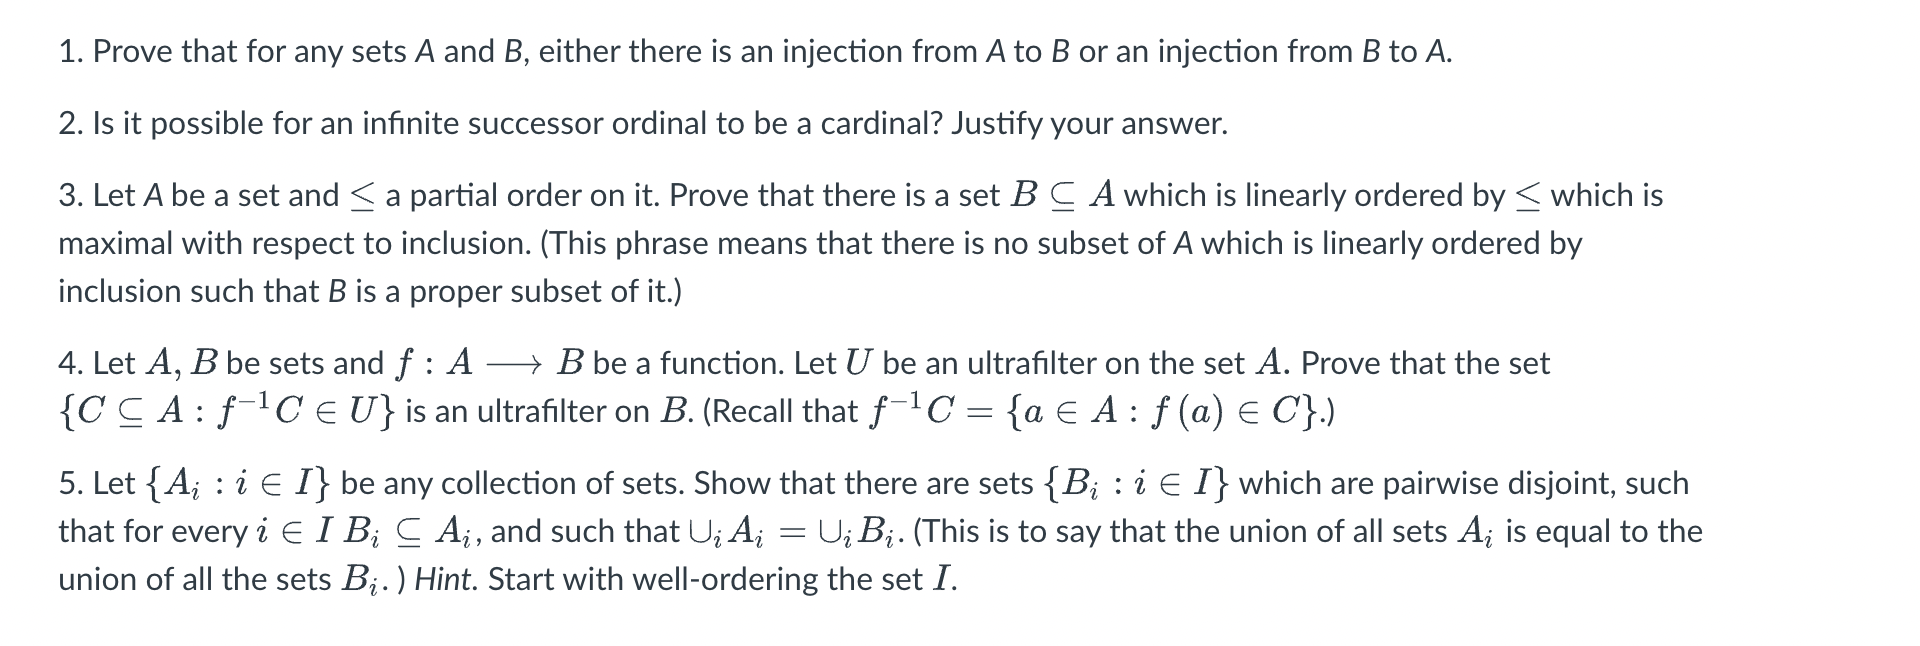 1. Prove that for any sets A and B, either there is an injection from A to B or an injection from B to A.
2. Is it possible for an infinite successor ordinal to be a cardinal? Justify your answer.
3. Let A be a set and ≤ a partial order on it. Prove that there is a set B ⊆ A which is linearly ordered by ≤ which is
maximal with respect to inclusion. (This phrase means that there is no subset of A which is linearly ordered by
inclusion such that B is a proper subset of it.)
4. Let A, B be sets and f : A ⟶ B be a function. Let U be an ultrafilter on the set A. Prove that the set
{C ⊆ A : f⁻¹C ∈ U} is an ultrafilter on B. (Recall that f⁻¹C = {a ∈ A : f (a) ∈ C}.)
5. Let {Aᵢ : i ∈ I} be any collection of sets. Show that there are sets {Bᵢ : i ∈ I} which are pairwise disjoint, such
that for every i ∈ I Bᵢ ⊆ Aᵢ, and such that ∪ᵢAᵢ = ∪ᵢBᵢ. (This is to say that the union of all sets Aᵢ is equal to the
union of all the sets Bᵢ. ) Hint. Start with well-ordering the set I.